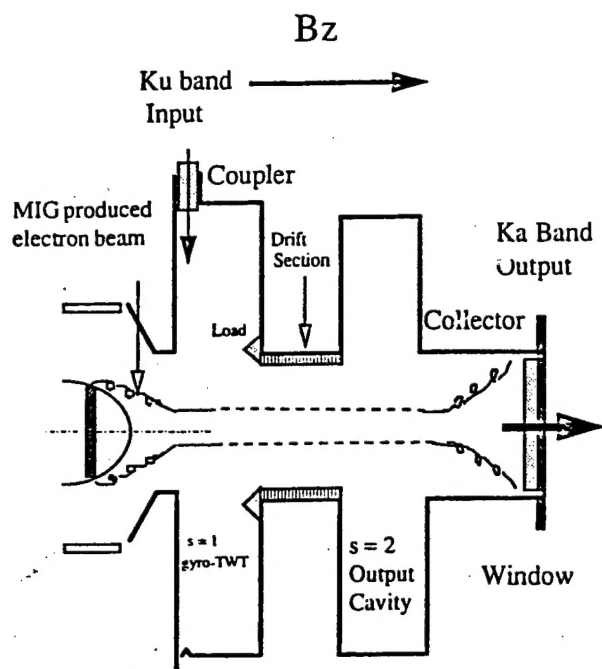 Bz
Ku band
Input
Coupler
MIG produced
electron beam
Drift
Section
Ka Band
Output
Load
Collector
s = 1
gyro-TWT
s = 2
Output
Cavity
Window